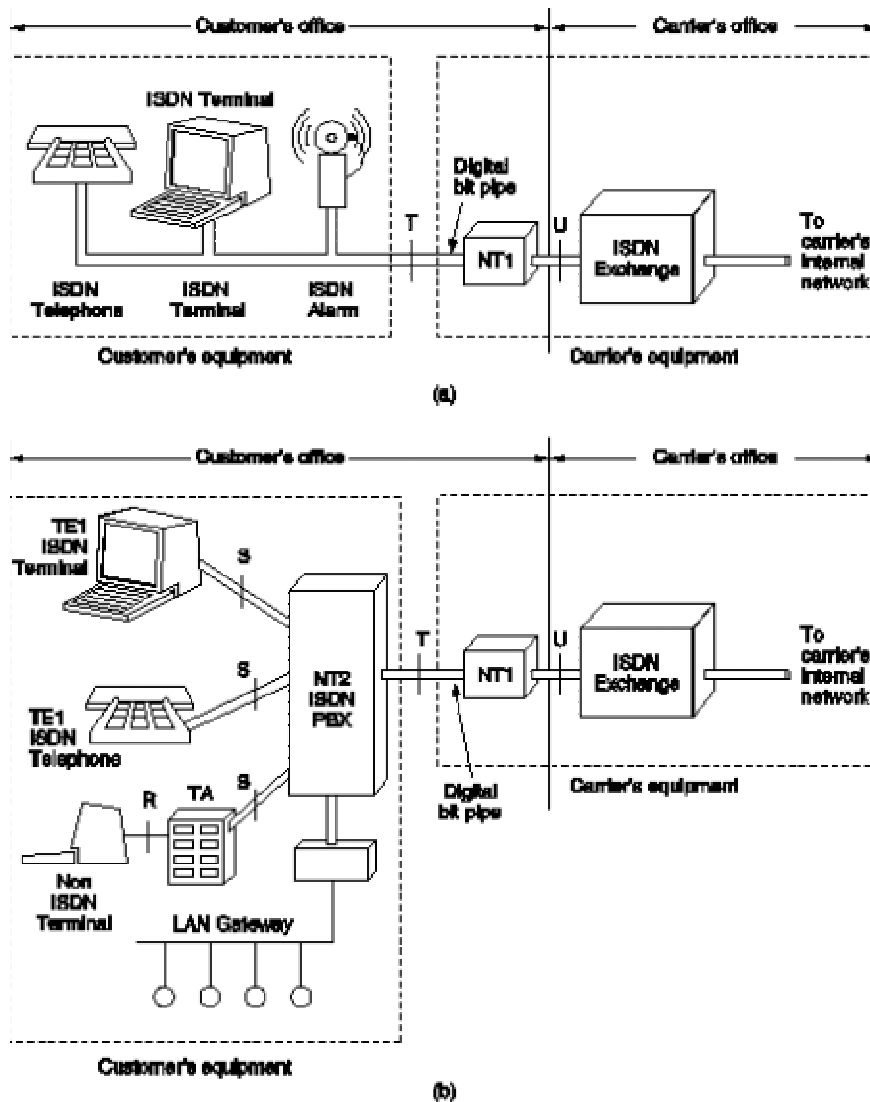 Customer's office
Carrier's office
ISDN Terminal
Digital
bit pipe
T
NT1
U
ISDN
Exchange
To
carrier's
internal
network
ISDN
Telephone
ISDN
Terminal
ISDN
Alarm
Customer's equipment
Carrier's equipment
(a)
Customer's office
Carrier's office
TE1
ISDN
Terminal
S
S
TE1
ISDN
Telephone
NT2
ISDN
PBX
T
NT1
U
ISDN
Exchange
To
carrier's
internal
network
R
TA
S
Digital
bit pipe
Carrier's equipment
Non
ISDN
Terminal
LAN Gateway
Customer's equipment
(b)